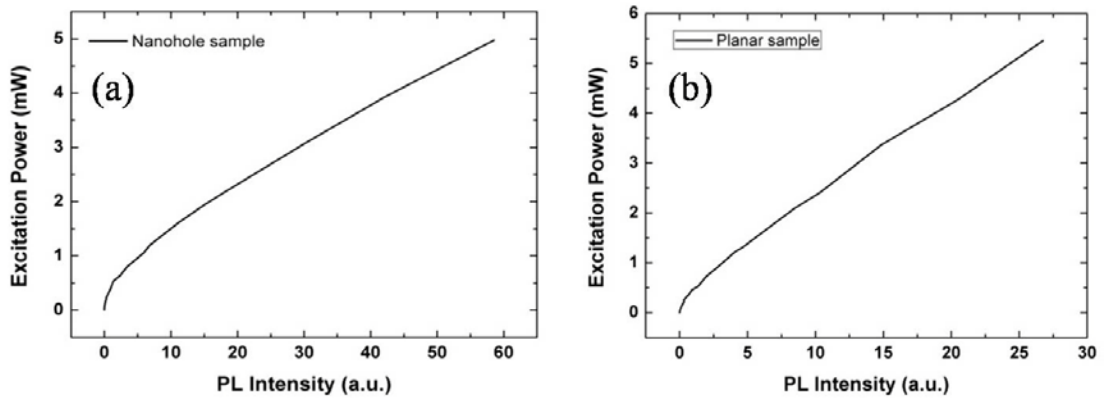 Nanohole sample
(a)
Excitation Power (mW)
5
4
3
2
1
0
0 10 20 30 40 50 60
PL Intensity (a.u.)
Planar sample
(b)
Excitation Power (mW)
6
5
4
3
2
1
0
0 5 10 15 20 25 30
PL Intensity (a.u.)